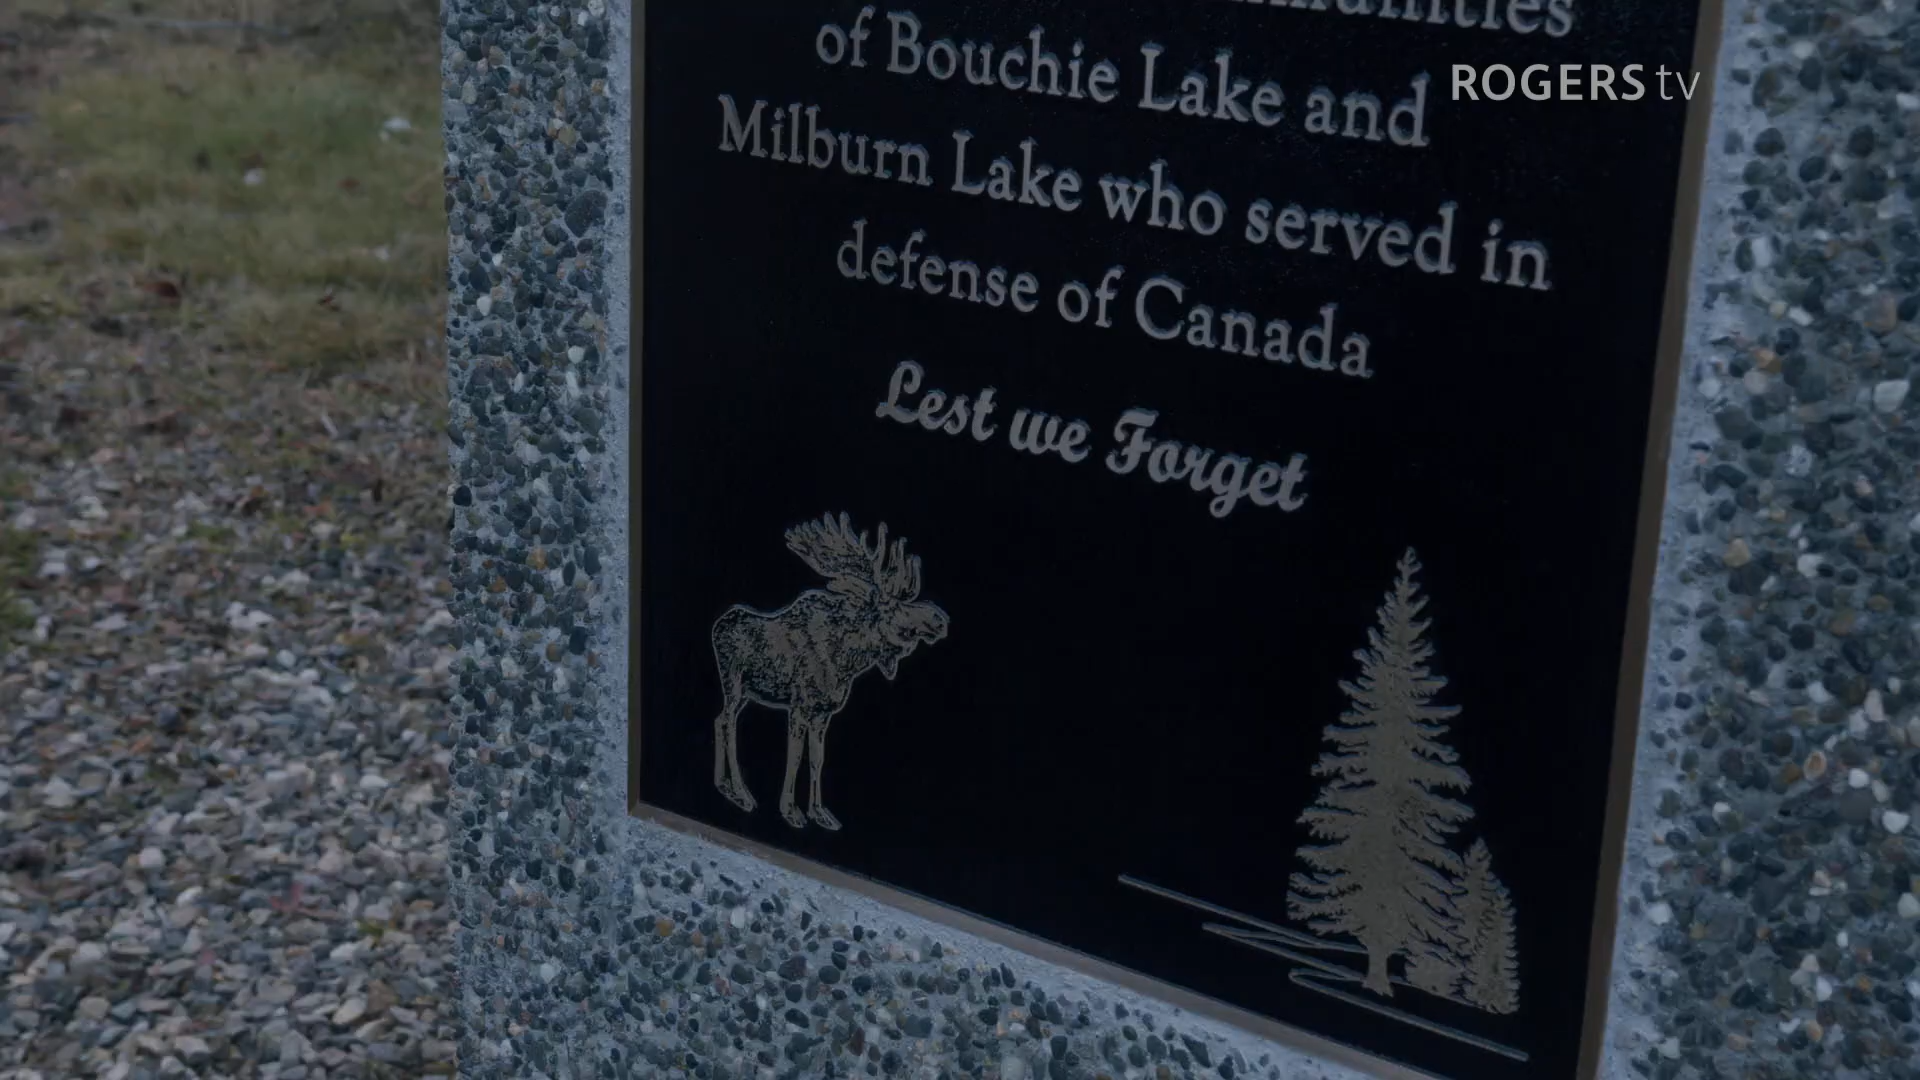 of Bouchie Lake and
ROGERS tv
Milburn Lake who served in
defense of Canada
Lest we Forget